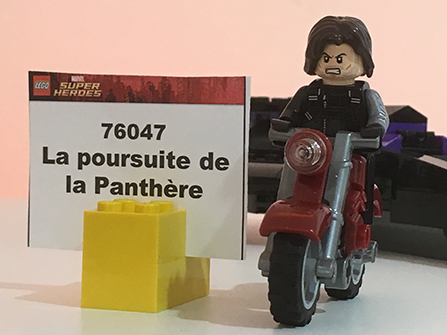 LEGO MARVEL
SUPER
HEROES
76047
La poursuite de
la Panthère